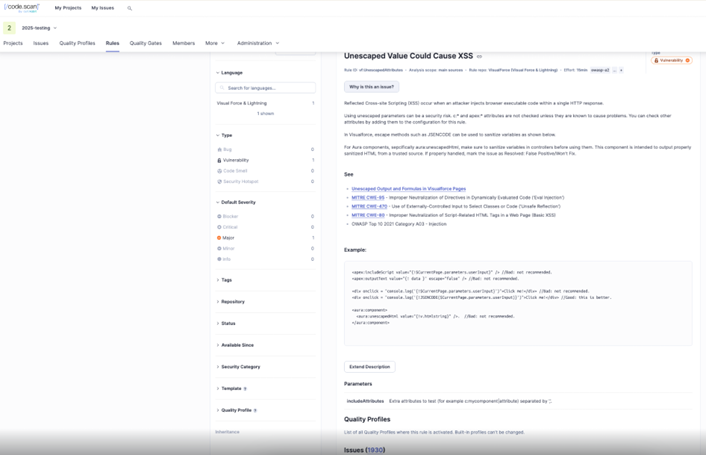 code.scan
My Projects
My Issues
2
2025-testing
Projects
Issues
Quality Profiles
Rules
Quality Gates
Members
More
Administration
Language
Search for languages...
Visual Force & Lightning 1
1 shown
Type
Bug 0
Vulnerability 1
Code Smell 0
Security Hotspot 0
Default Severity
Blocker 0
Critical 0
Major 1
Minor 0
Info 0
Tags
Repository
Status
Available Since
Security Category
Template
Quality Profile
Inheritance
Unescaped Value Could Cause XSS
Type
Vulnerability
Rule ID: vf:UnescapedAttributes • Analysis scope: main sources • Rule repo: VisualForce (Visual Force & Lightning) • Effort: 15min
Why is this an issue?
Reflected Cross-site Scripting (XSS) occur when an attacker injects browser executable code within a single HTTP response.
Using unescaped parameters can be a security risk. c:* and apex:* attributes are not checked unless they are known to cause problems. You can check other
attributes by adding them to the configuration for this rule.
In Visualforce, escape methods such as JSENCODE can be used to sanitize variables as shown below.
For Aura components, specifically aura:unescapedHtml, make sure to sanitize variables in controllers before using them. This component is intended to output properly
sanitized HTML from a trusted source. If property handled, mark the issue as Resolved: False Positive/Won't Fix.
See
Unescaped Output and Formulas in Visualforce Pages
MITRE CWE-95 - Improper Neutralization of Directives in Dynamically Evaluated Code ('Eval Injection')
MITRE CWE-470 - Use of Externally-Controlled Input to Select Classes or Code ('Unsafe Reflection')
MITRE CWE-80 - Improper Neutralization of Script-Related HTML Tags in a Web Page (Basic XSS)
OWASP Top 10 2021 Category A03 - Injection
Example:
<apex:includeScript value="{!$CurrentPage.parameters.userInput}" /> //Bad: not recommended.
<apex:outputText value="{! data }" escape="false" /> //Bad: not recommended.
<div onclick = "console.log('{!$CurrentPage.parameters.userInput}')">Click me!</div> //Bad: not recommended.
<div onclick = "console.log('{!JSENCODE($CurrentPage.parameters.userInput)}')">Click me!</div> //Good: this is better.
<aura:component>
<aura:unescapedHtml value="{!v.htmlString}" />. //Bad: not recommended.
</aura:component>
Extend Description
Parameters
includeAttributes Extra attributes to test (for example c:mycomponent/attribute) separated by ','.
Quality Profiles
List of all Quality Profiles where this rule is activated. Built-in profiles can't be changed.
Issues (1930)